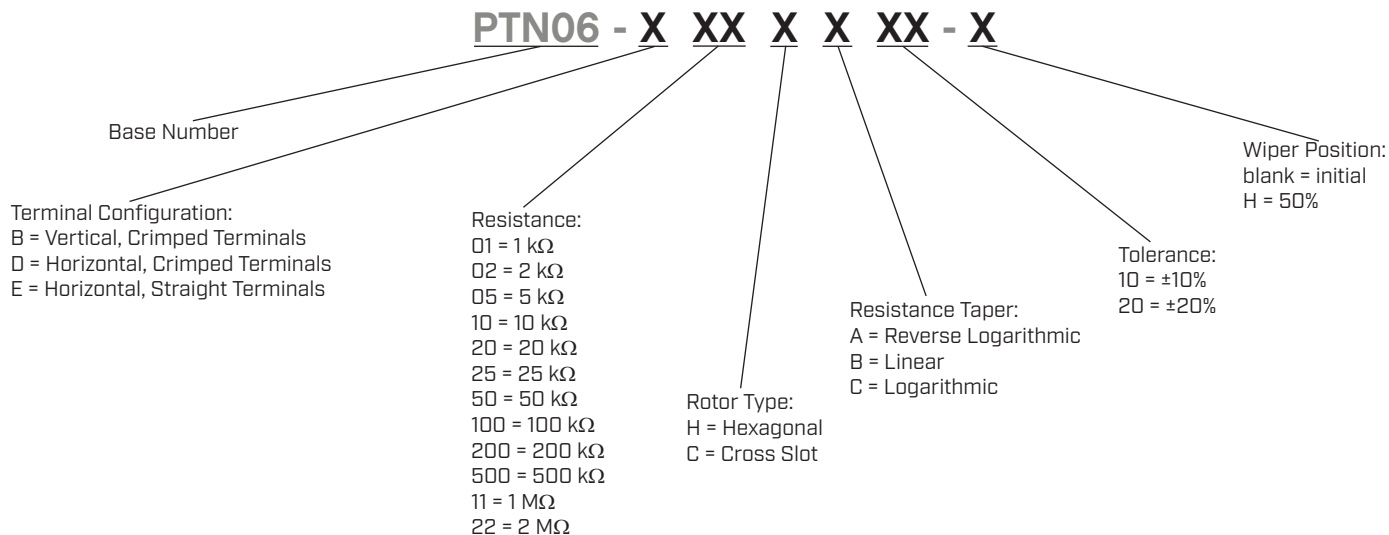 PTN06 - X XX X X XX - X
Base Number
Terminal Configuration:
B = Vertical, Crimped Terminals
D = Horizontal, Crimped Terminals
E = Horizontal, Straight Terminals
Resistance:
01 = 1 kΩ
02 = 2 kΩ
05 = 5 kΩ
10 = 10 kΩ
20 = 20 kΩ
25 = 25 kΩ
50 = 50 kΩ
100 = 100 kΩ
200 = 200 kΩ
500 = 500 kΩ
11 = 1 MΩ
22 = 2 MΩ
Rotor Type:
H = Hexagonal
C = Cross Slot
Resistance Taper:
A = Reverse Logarithmic
B = Linear
C = Logarithmic
Tolerance:
10 = ±10%
20 = ±20%
Wiper Position:
blank = initial
H = 50%